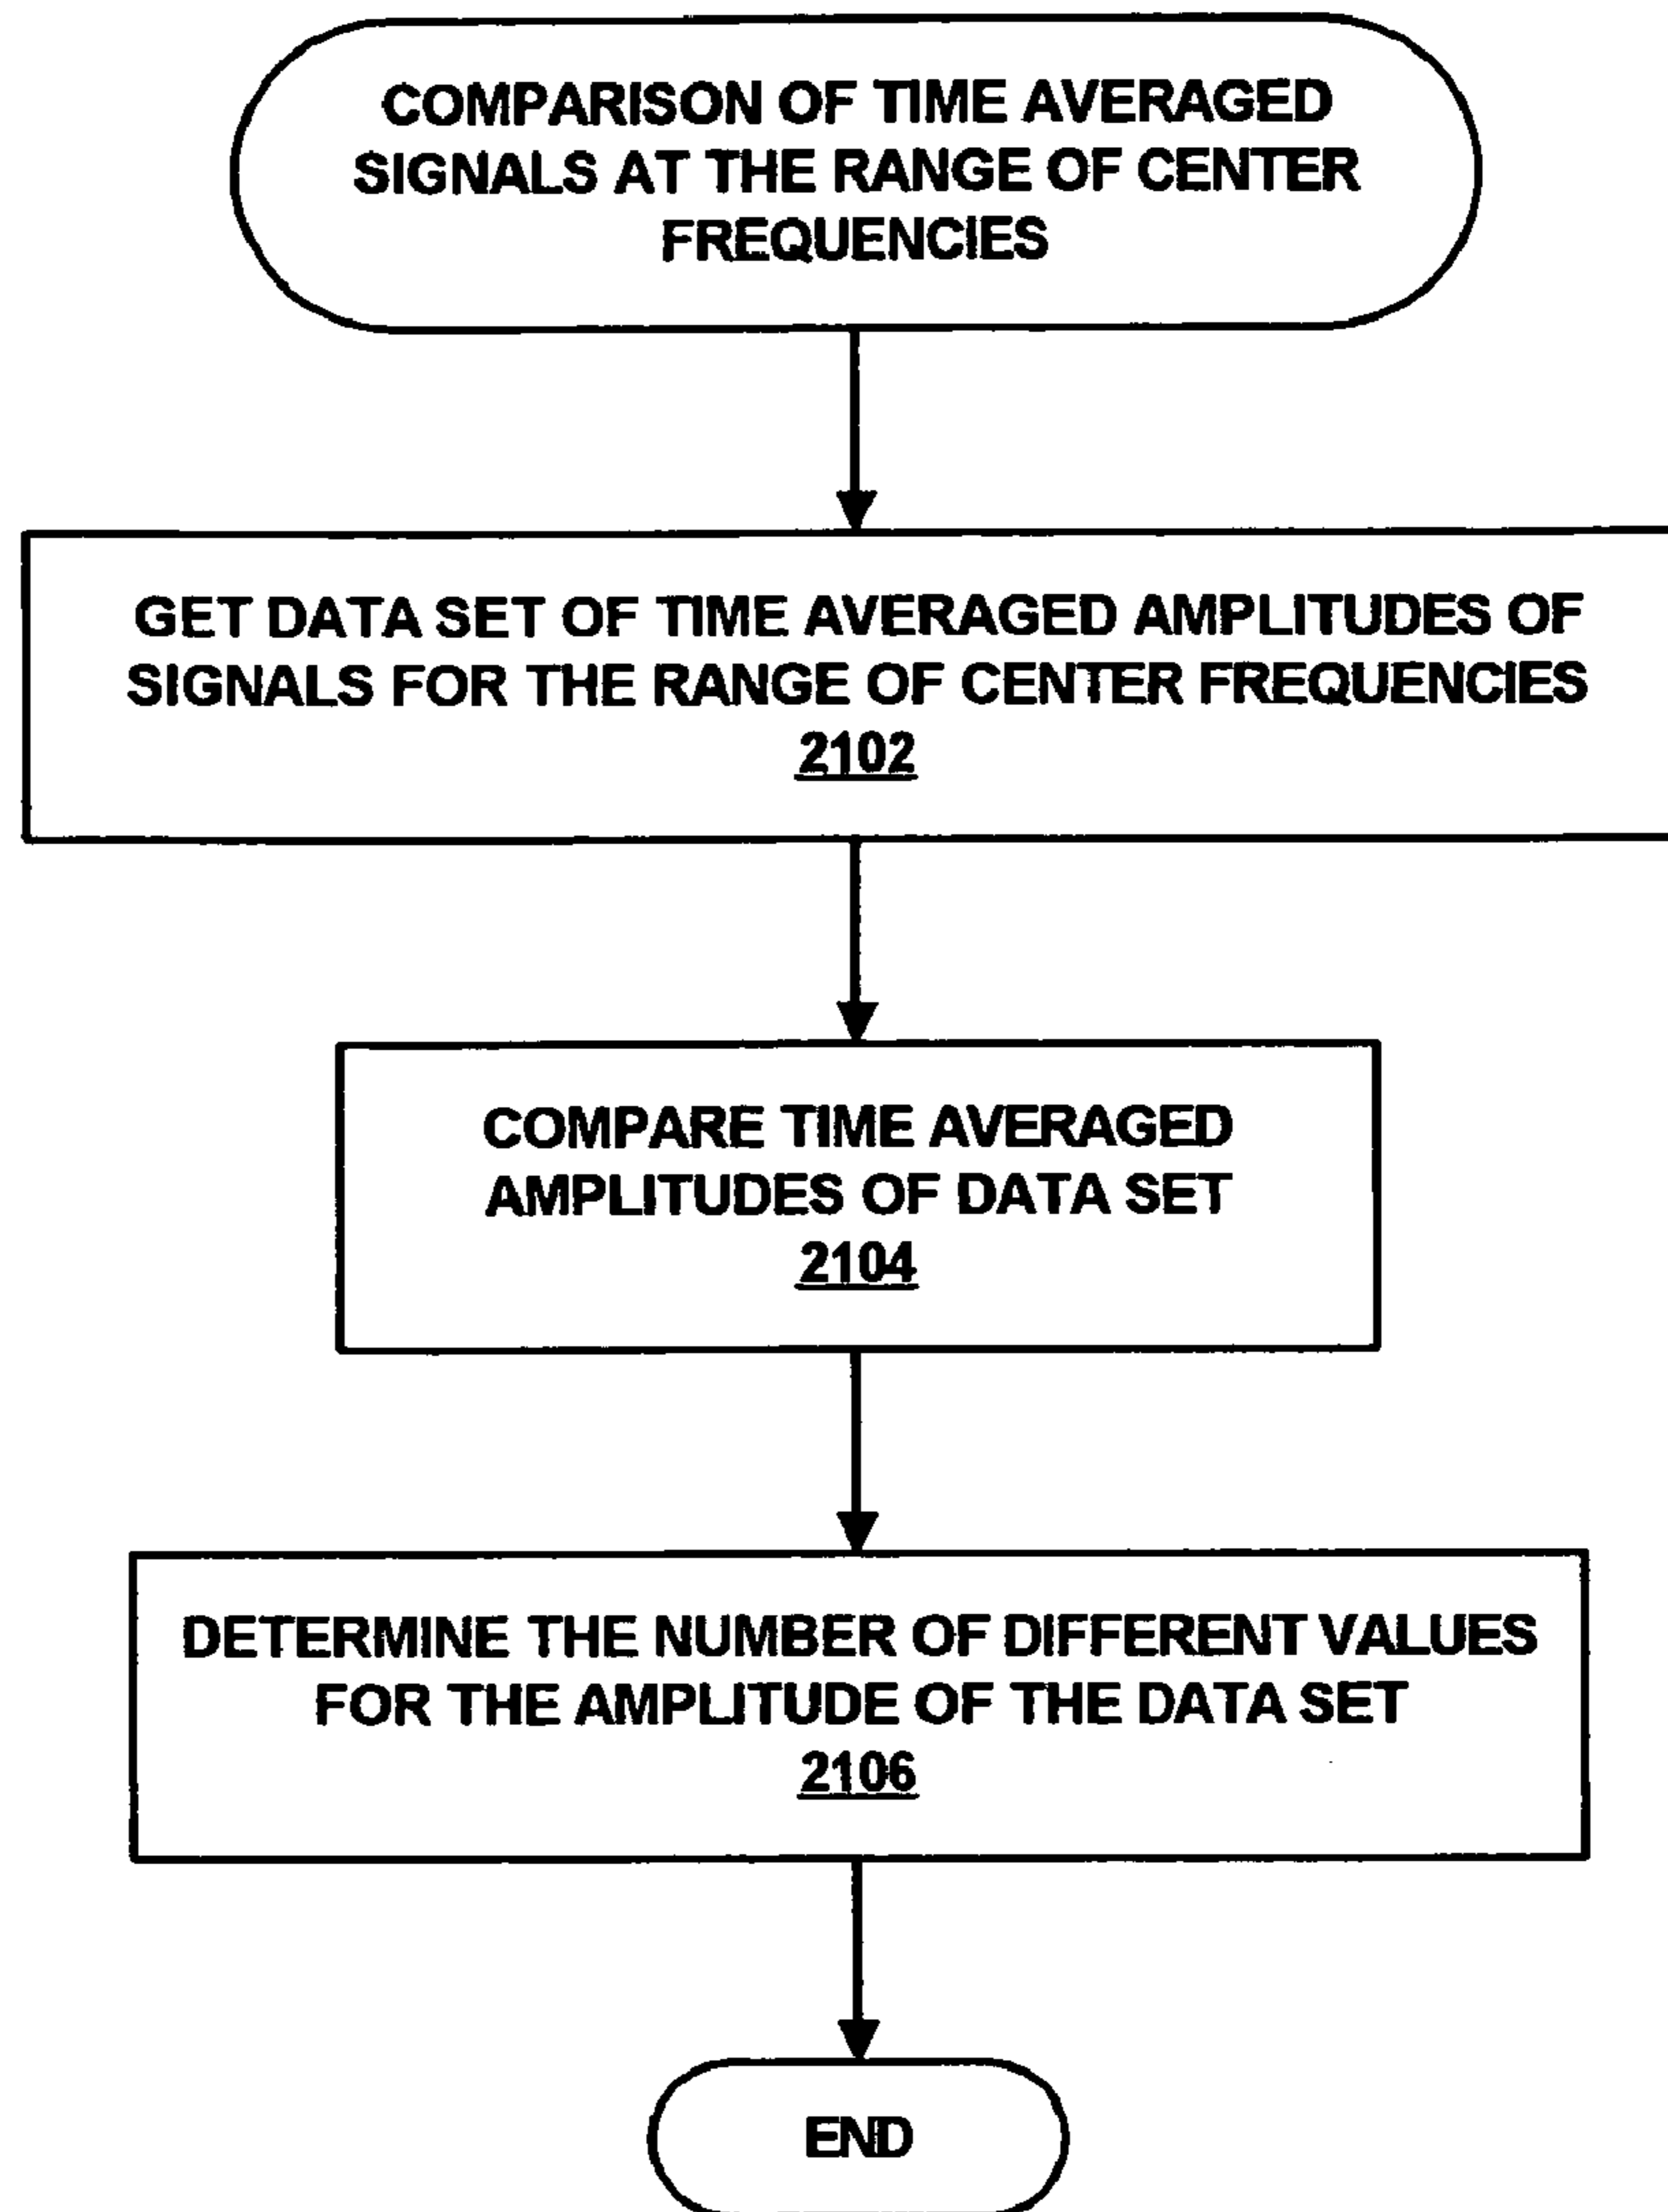 COMPARISON OF TIME AVERAGED
SIGNALS AT THE RANGE OF CENTER
FREQUENCIES
GET DATA SET OF TIME AVERAGED AMPLITUDES OF
SIGNALS FOR THE RANGE OF CENTER FREQUENCIES
2102
COMPARE TIME AVERAGED
AMPLITUDES OF DATA SET
2104
DETERMINE THE NUMBER OF DIFFERENT VALUES
FOR THE AMPLITUDE OF THE DATA SET
2106
END